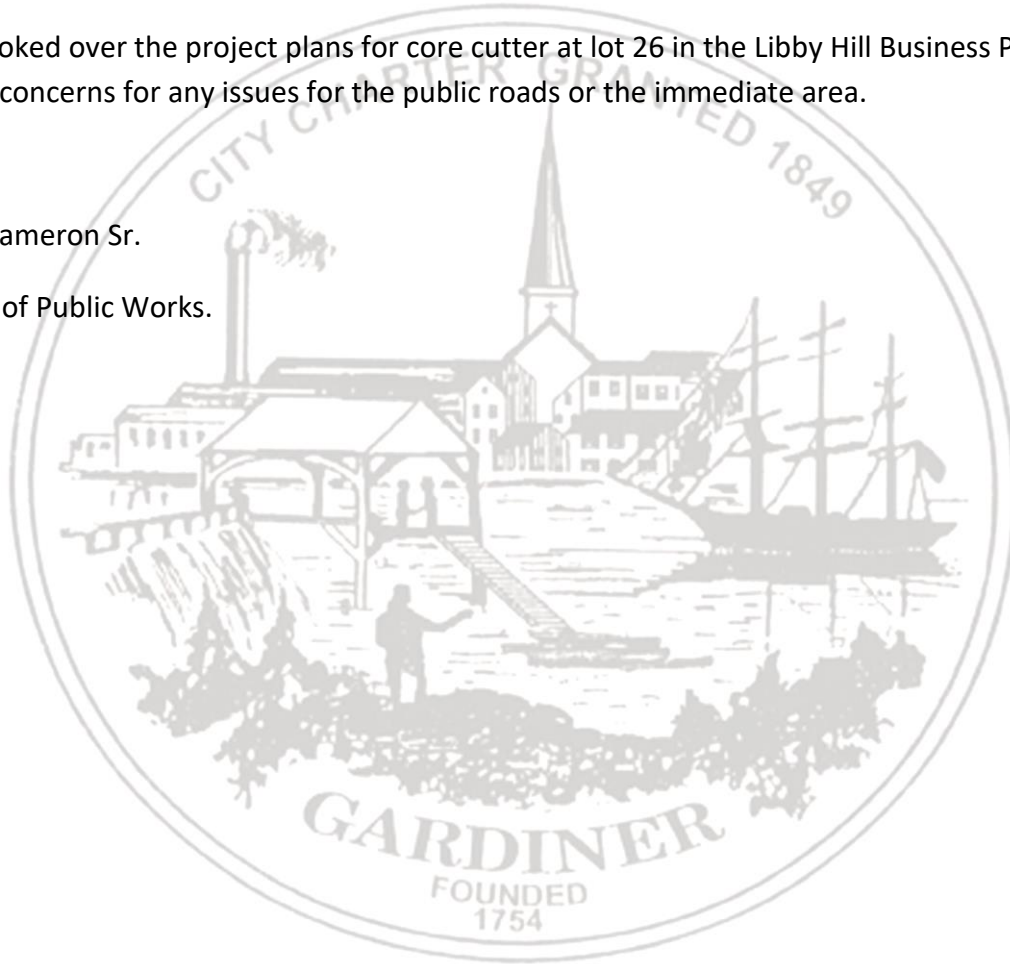 oked over the project plans for core cutter at lot 26 in the Libby Hill Business P
concerns for any issues for the public roads or the immediate area.
CITY CHARTER GRANTED 1849
ameron Sr.
of Public Works.
GARDINER
FOUNDED
1754